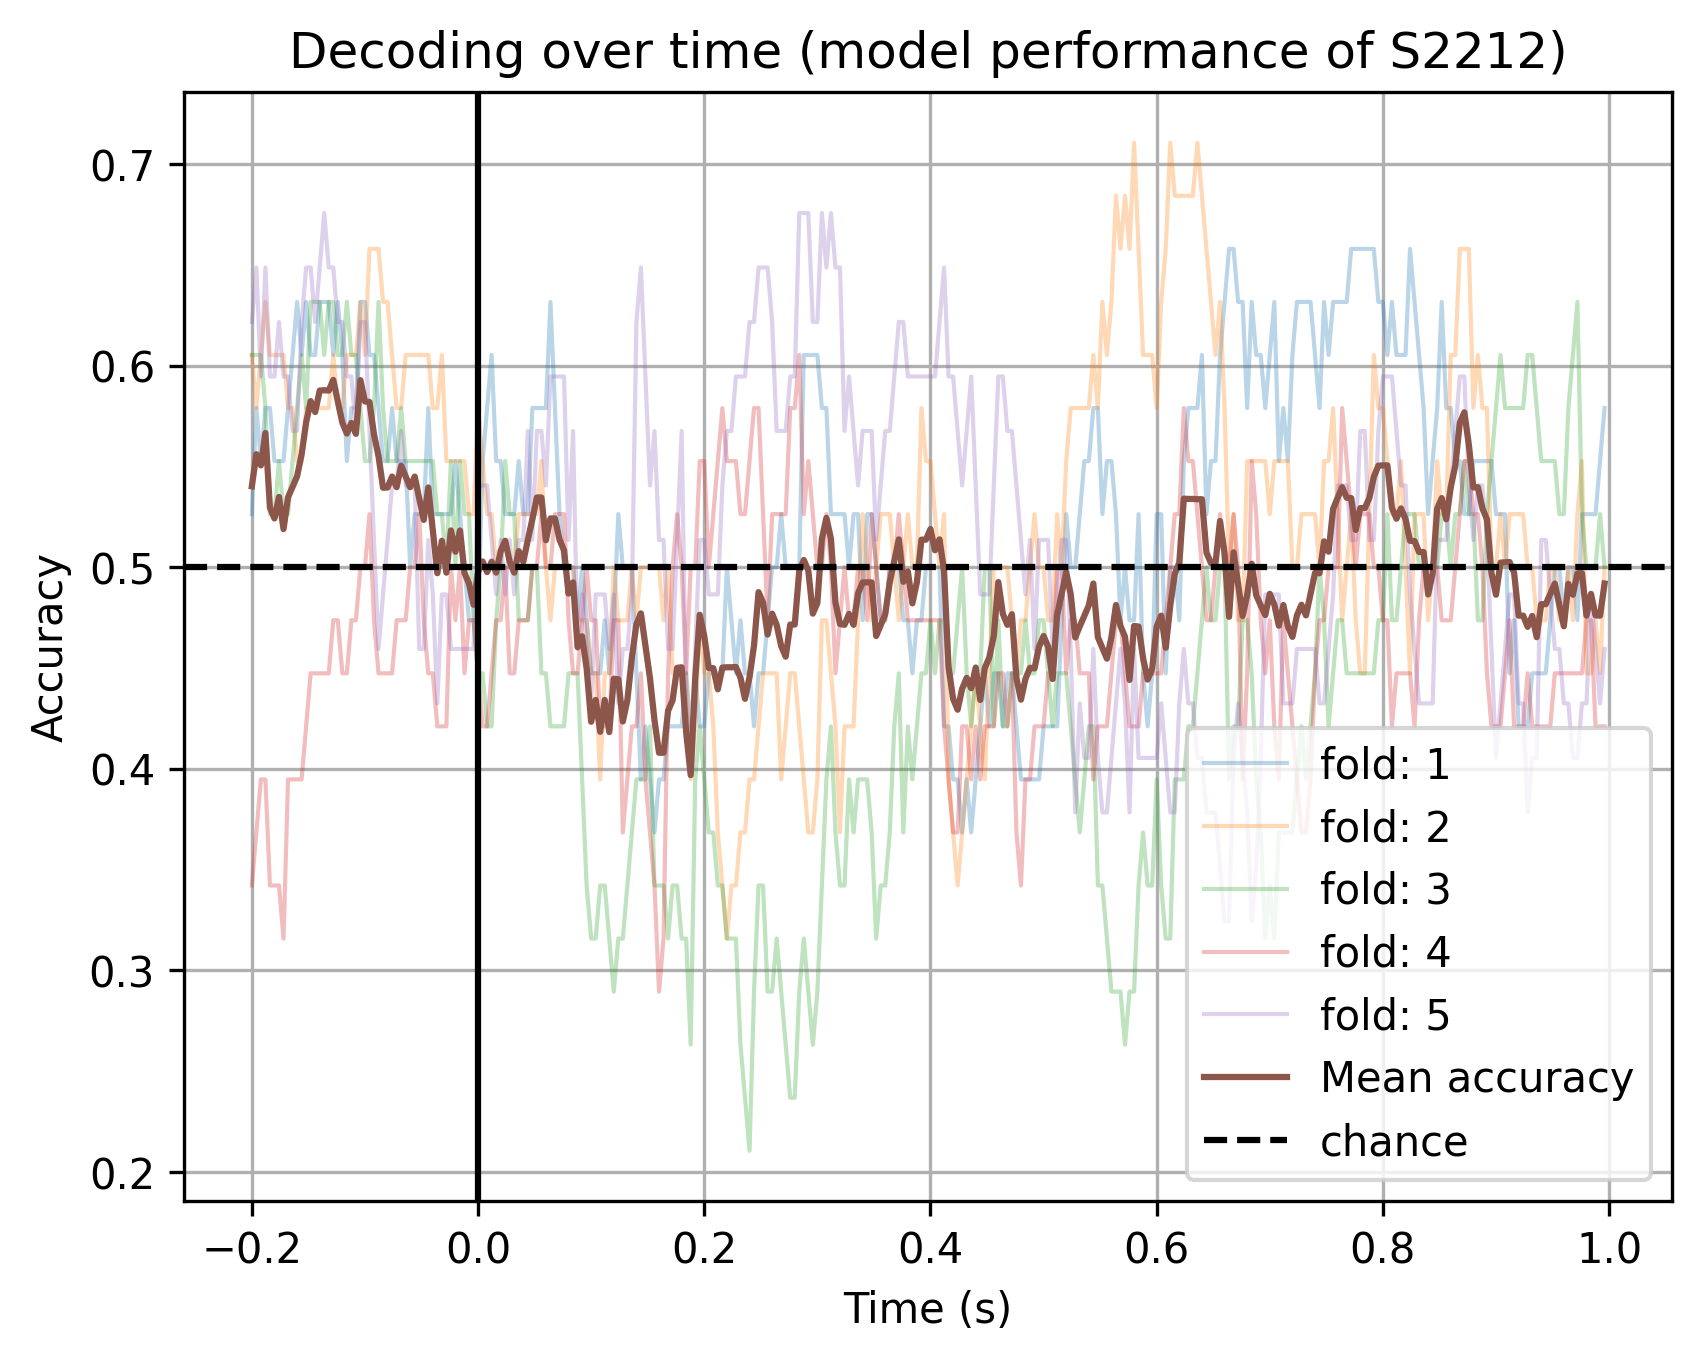 Decoding over time (model performance of S2212)
Accuracy
0.7
0.6
0.5
0.4
0.3
0.2
fold: 1
fold: 2
fold: 3
fold: 4
fold: 5
Mean accuracy
chance
−0.2 0.0 0.2 0.4 0.6 0.8 1.0
Time (s)